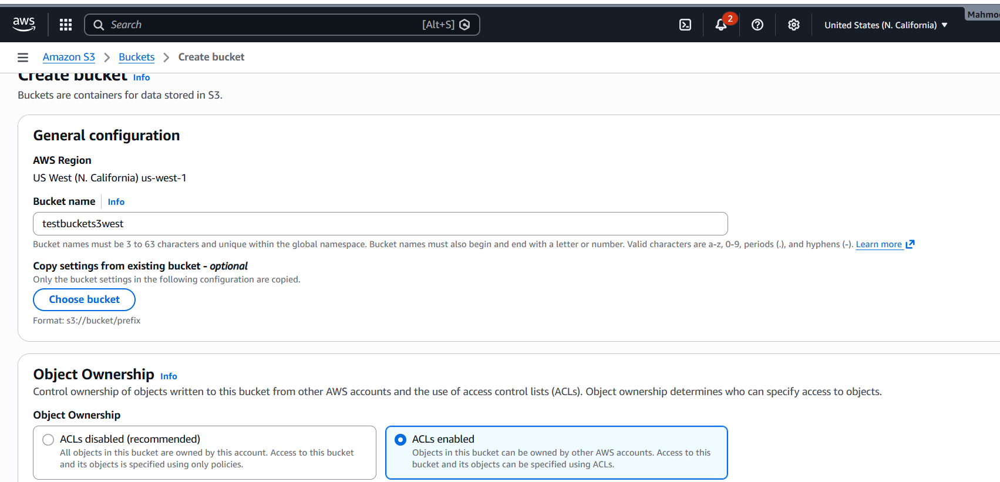 aws
Search
[Alt+S]
2
United States (N. California)
Amazon S3
Buckets
Create bucket
Create bucket Info
Buckets are containers for data stored in S3.
General configuration
AWS Region
US West (N. California) us-west-1
Bucket name
Info
testbuckets3west
Bucket names must be 3 to 63 characters and unique within the global namespace. Bucket names must also begin and end with a letter or number. Valid characters are a-z, 0-9, periods (.), and hyphens (-). Learn more
Copy settings from existing bucket - optional
Only the bucket settings in the following configuration are copied.
Choose bucket
Format: s3://bucket/prefix
Object Ownership Info
Control ownership of objects written to this bucket from other AWS accounts and the use of access control lists (ACLs). Object ownership determines who can specify access to objects.
Object Ownership
ACLs disabled (recommended)
All objects in this bucket are owned by this account. Access to this bucket
and its objects is specified using only policies.
ACLs enabled
Objects in this bucket can be owned by other AWS accounts. Access to this
bucket and its objects can be specified using ACLs.